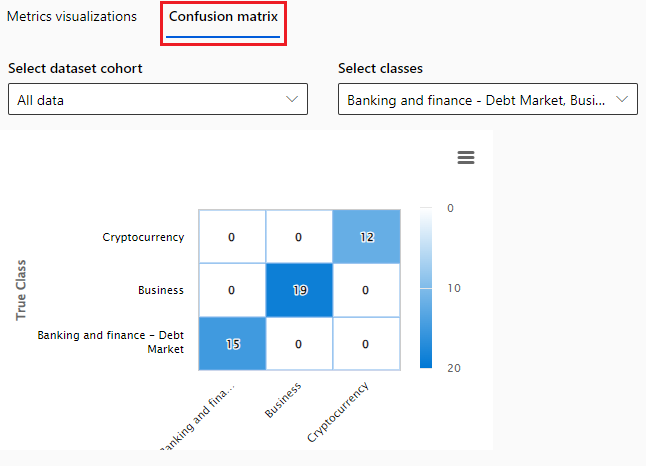 Metrics visualizations Confusion matrix
Select dataset cohort Select classes
All data Banking and finance - Debt Market, Busi...
Cryptocurrency 0 0 12
0
Business 0 19 0
10
Banking and finance - Debt
Market
15 0 0
20
True Class
anking and fina... Business Cryptocurrency